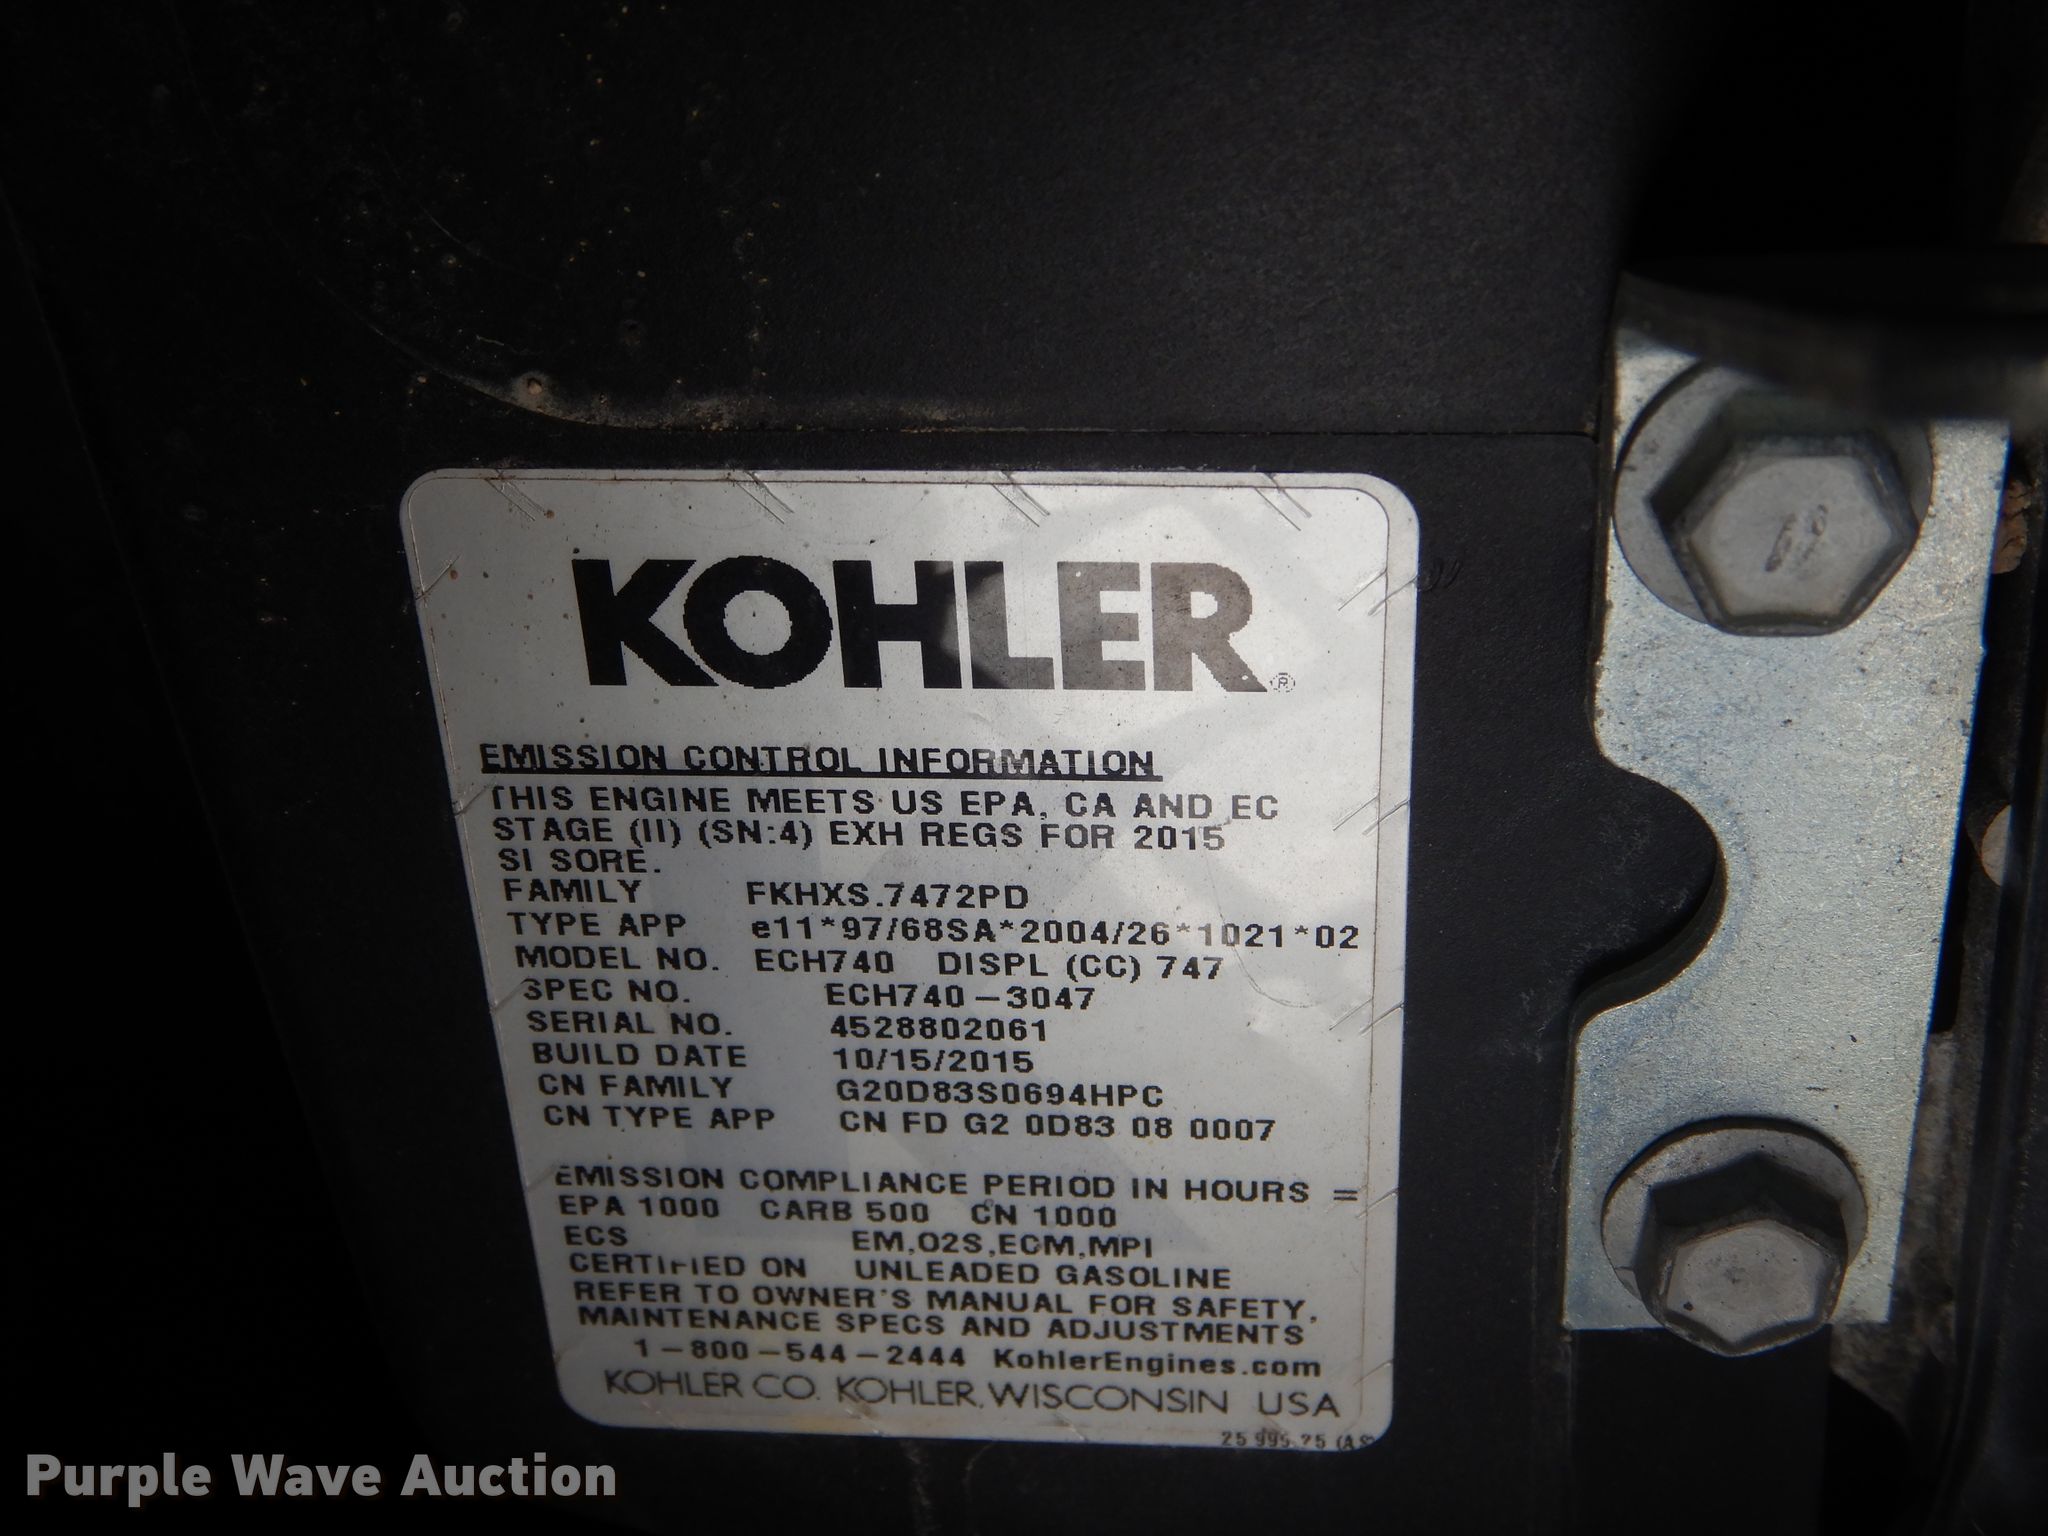 KOHLER®
EMISSION CONTROL INFORMATION
THIS ENGINE MEETS US EPA, CA AND EC
STAGE (II) (SN:4) EXH REGS FOR 2015
SI SORE.
FAMILY FKHXS.7472PD
TYPE APP e11*97/68SA*2004/26*1021*02
MODEL NO. ECH740 DISPL (CC) 747
SPEC NO. ECH740-3047
SERIAL NO. 4528802061
BUILD DATE 10/15/2015
CN FAMILY G20D83S0694HPC
CN TYPE APP CN FD G2 0D83 08 0007
EMISSION COMPLIANCE PERIOD IN HOURS =
EPA 1000 CARB 500 CN 1000
ECS EM,O2S,ECM,MPI
CERTIFIED ON UNLEADED GASOLINE
REFER TO OWNER'S MANUAL FOR SAFETY,
MAINTENANCE SPECS AND ADJUSTMENTS
1-800-544-2444 KohlerEngines.com
KOHLER CO. KOHLER, WISCONSIN USA
Purple Wave Auction